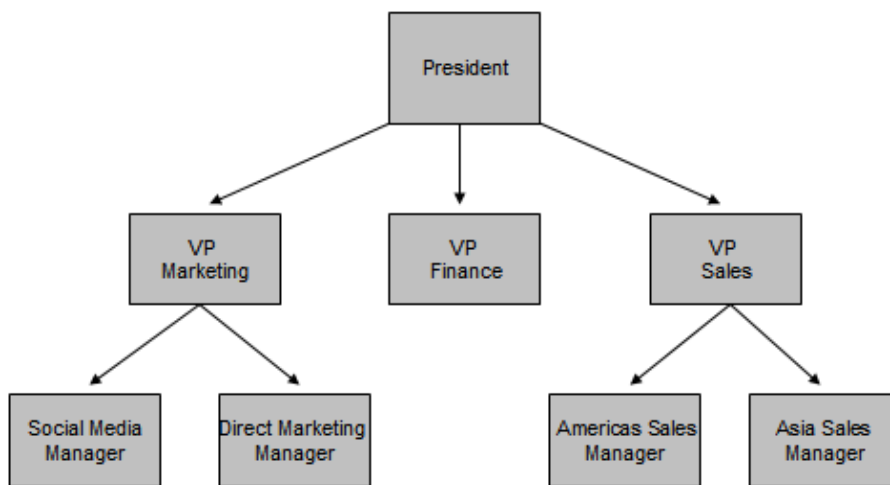 President
VP
Marketing
VP
Finance
VP
Sales
Social Media
Manager
Direct Marketing
Manager
Americas Sales
Manager
Asia Sales
Manager